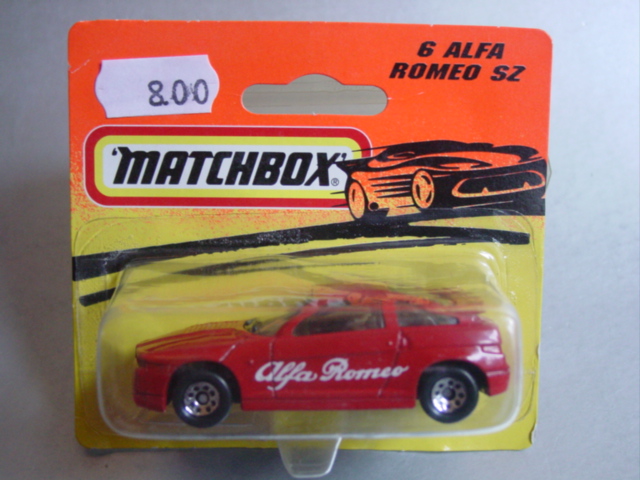 6 ALFA
ROMEO SZ
8.00
'MATCHBOX'®
Alfa Romeo